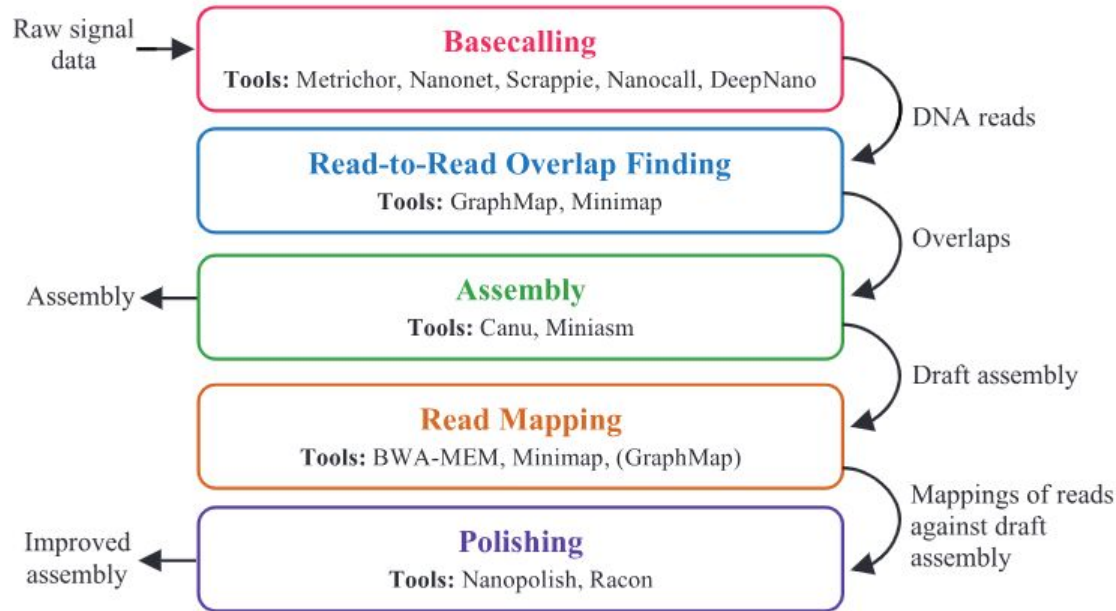 Raw signal
data
Basecalling
Tools: Metrichor, Nanonet, Scrappie, Nanocall, DeepNano
DNA reads
Read-to-Read Overlap Finding
Tools: GraphMap, Minimap
Overlaps
Assembly
Assembly
Tools: Canu, Miniasm
Draft assembly
Read Mapping
Tools: BWA-MEM, Minimap, (GraphMap)
Mappings of reads
against draft
assembly
Improved
assembly
Polishing
Tools: Nanopolish, Racon